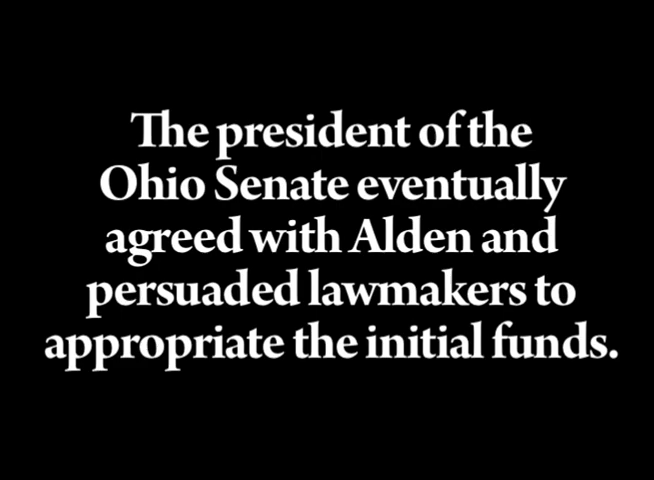 The president of the
Ohio Senate eventually
agreed with Alden and
persuaded lawmakers to
appropriate the initial funds.